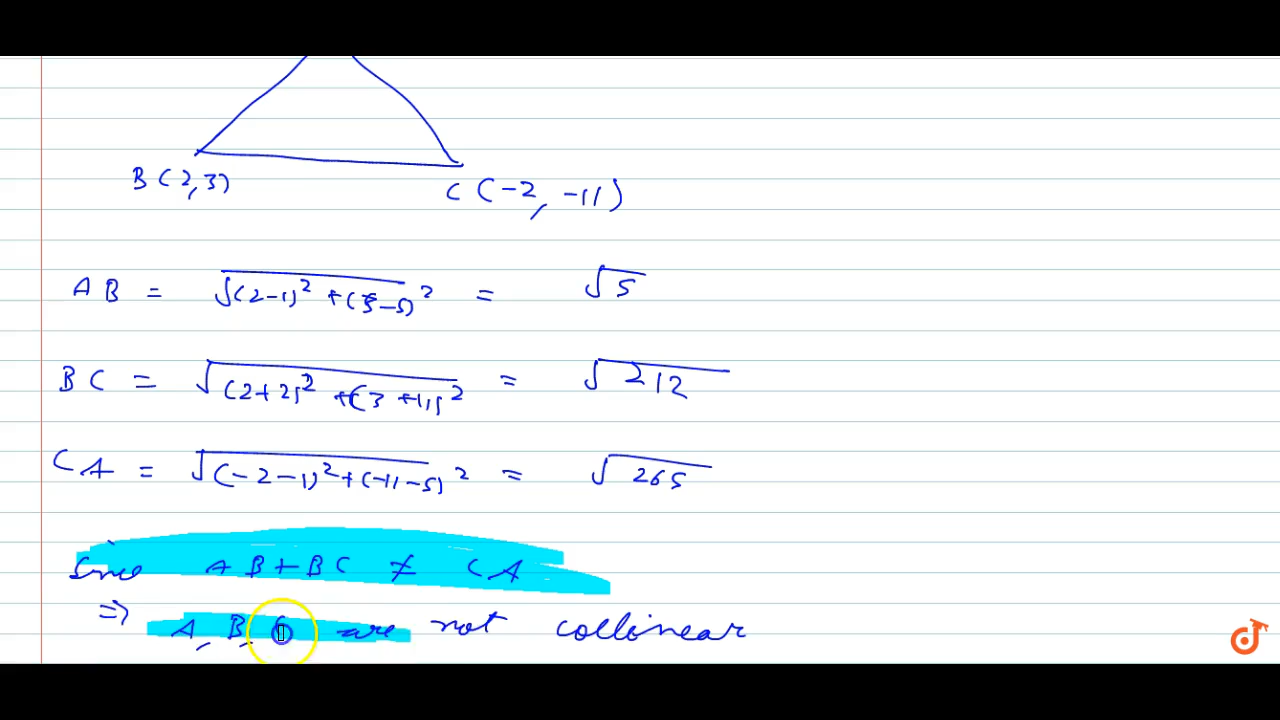 B (2,3)
C (-2, -11)
AB = √(2-1)² + (3-5)² = √5
BC = √(2+2)² + (3+11)² = √212
CA = √(-2-1)² + (-11-5)² = √265
Since AB+BC ≠ CA
⇒ A, B, C are not collinear